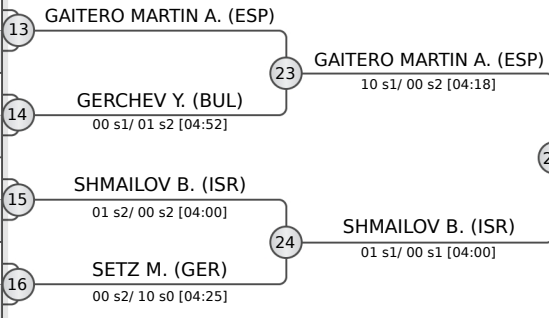 GAITERO MARTIN A. (ESP)
13
23
GAITERO MARTIN A. (ESP)
10 s1/ 00 s2 [04:18]
GERCHEV Y. (BUL)
14
00 s1/ 01 s2 [04:52]
SHMAILOV B. (ISR)
15
01 s2/ 00 s2 [04:00]
24
SHMAILOV B. (ISR)
01 s1/ 00 s1 [04:00]
SETZ M. (GER)
16
00 s2/ 10 s0 [04:25]